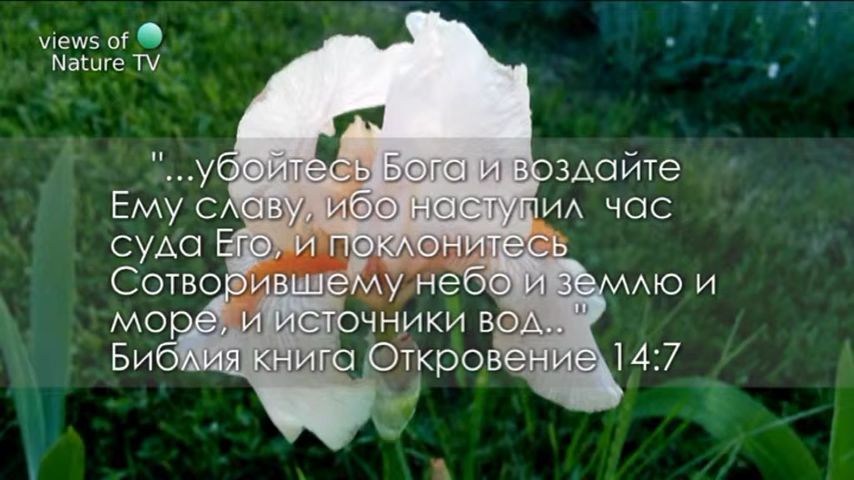 views of
Nature TV
"...убойтесь Бога и воздайте
Ему славу, ибо наступил час
суда Его, и поклонитесь
Сотворившему небо и землю и
море, и источники вод.. "
Библия книга Откровение 14:7